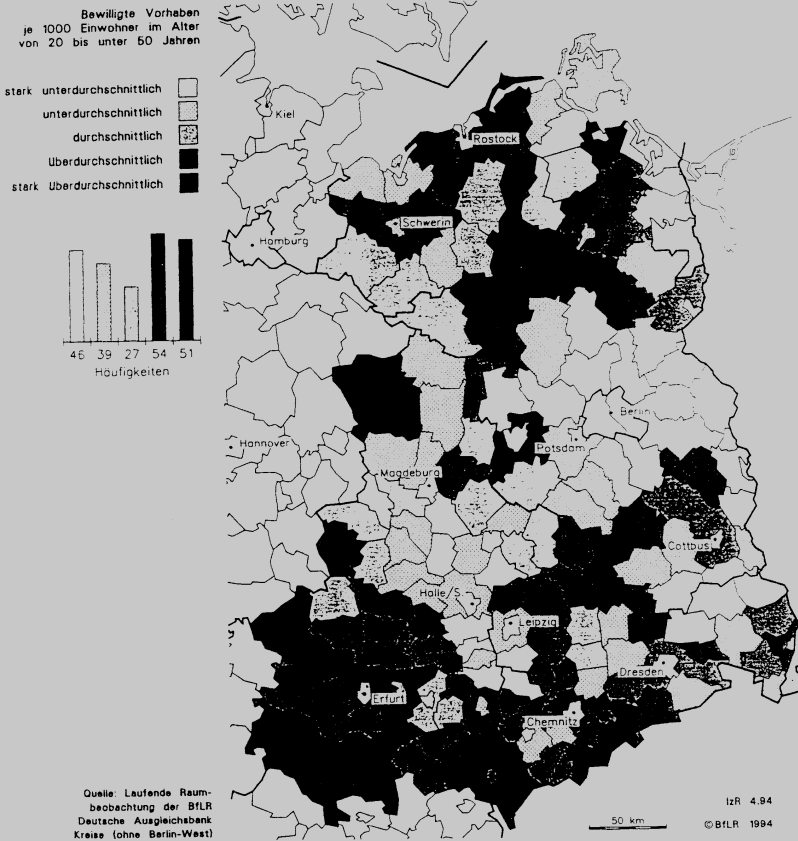 Bewilligte Vorhaben
je 1000 Einwohner im Alter
von 20 bis unter 50 Jahren
stark unterdurchschnittlich
unterdurchschnittlich
durchschnittlich
überdurchschnittlich
stark überdurchschnittlich
46 39 27 54 51
Häufigkeiten
Kiel
Rostock
Schwerin
Hamburg
Berlin
Hannover
Potsdam
Magdeburg
Cottbus
Halle/S.
Leipzig
Dresden
Erfurt
Chemnitz
Quelle: Laufende Raum-
beobachtung der BfLR
Deutsche Ausgleichsbank
Kreise (ohne Berlin-West)
50 km
IzR 4.94
© BfLR 1994